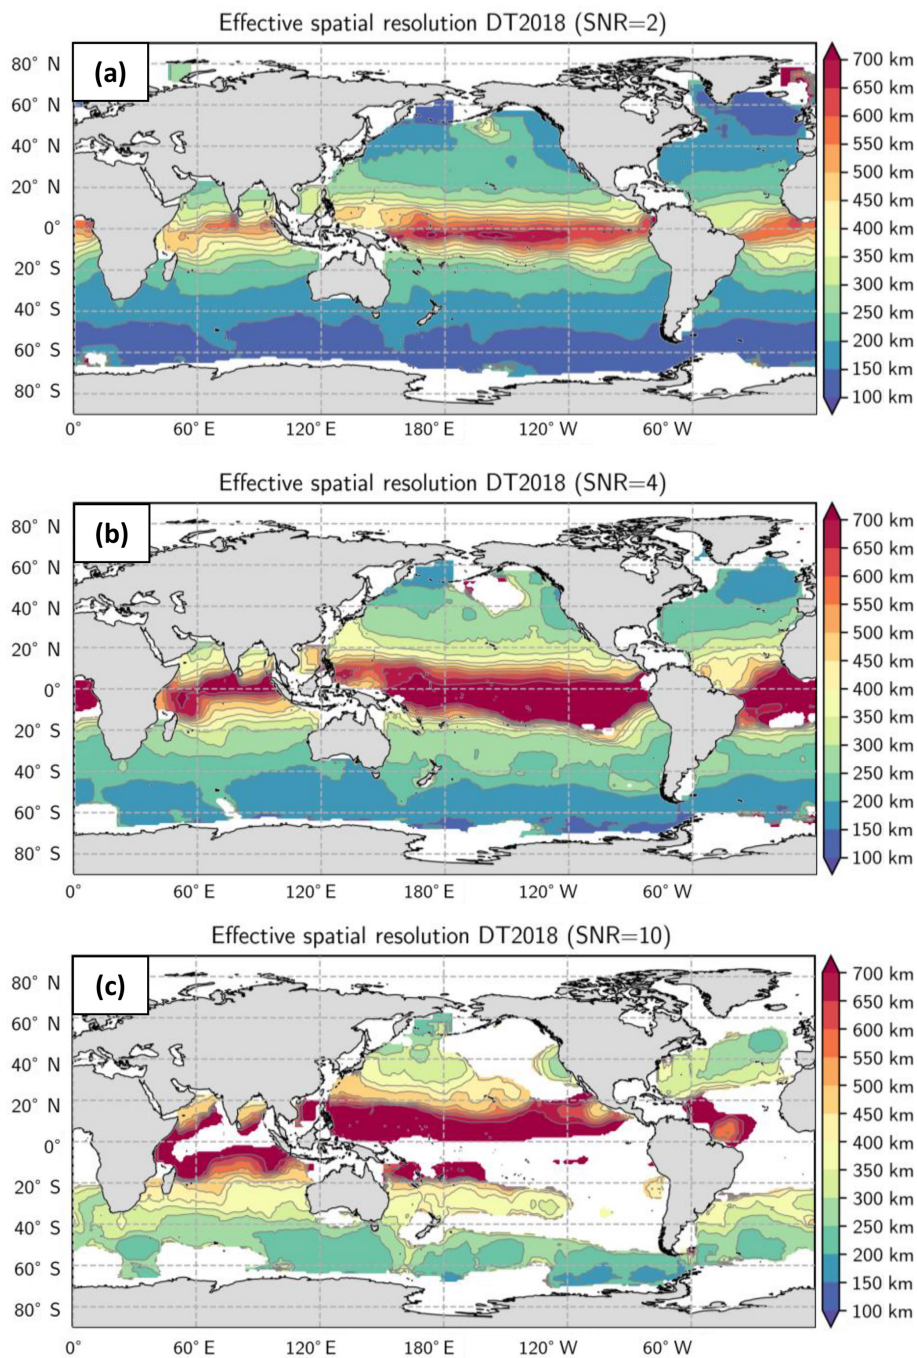 Effective spatial resolution DT2018 (SNR=2)
(a)
80° N
60° N
40° N
20° N
0°
20° S
40° S
60° S
80° S
0°
60° E
120° E
180° E
120° W
60° W
700 km
650 km
600 km
550 km
500 km
450 km
400 km
350 km
300 km
250 km
200 km
150 km
100 km
Effective spatial resolution DT2018 (SNR=4)
(b)
80° N
60° N
40° N
20° N
0°
20° S
40° S
60° S
80° S
0°
60° E
120° E
180° E
120° W
60° W
700 km
650 km
600 km
550 km
500 km
450 km
400 km
350 km
300 km
250 km
200 km
150 km
100 km
Effective spatial resolution DT2018 (SNR=10)
(c)
80° N
60° N
40° N
20° N
0°
20° S
40° S
60° S
80° S
0°
60° E
120° E
180° E
120° W
60° W
700 km
650 km
600 km
550 km
500 km
450 km
400 km
350 km
300 km
250 km
200 km
150 km
100 km